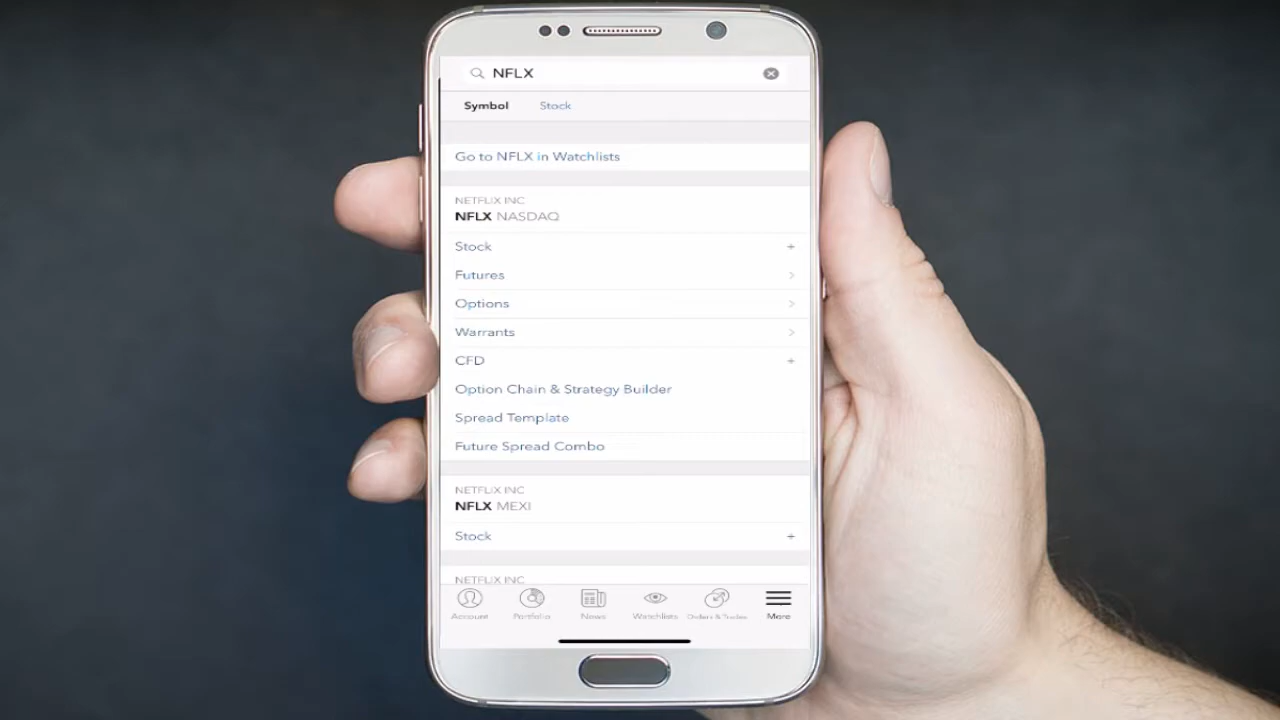 NFLX
Symbol Stock
Go to NFLX in Watchlists
NETFLIX INC
NFLX NASDAQ
Stock +
Futures
Options
Warrants
CFD +
Option Chain & Strategy Builder
Spread Template
Future Spread Combo
NETFLIX INC
NFLX MEXI
Stock +
NETFLIX INC
Account Portfolio News Watchlists Orders & Trades More